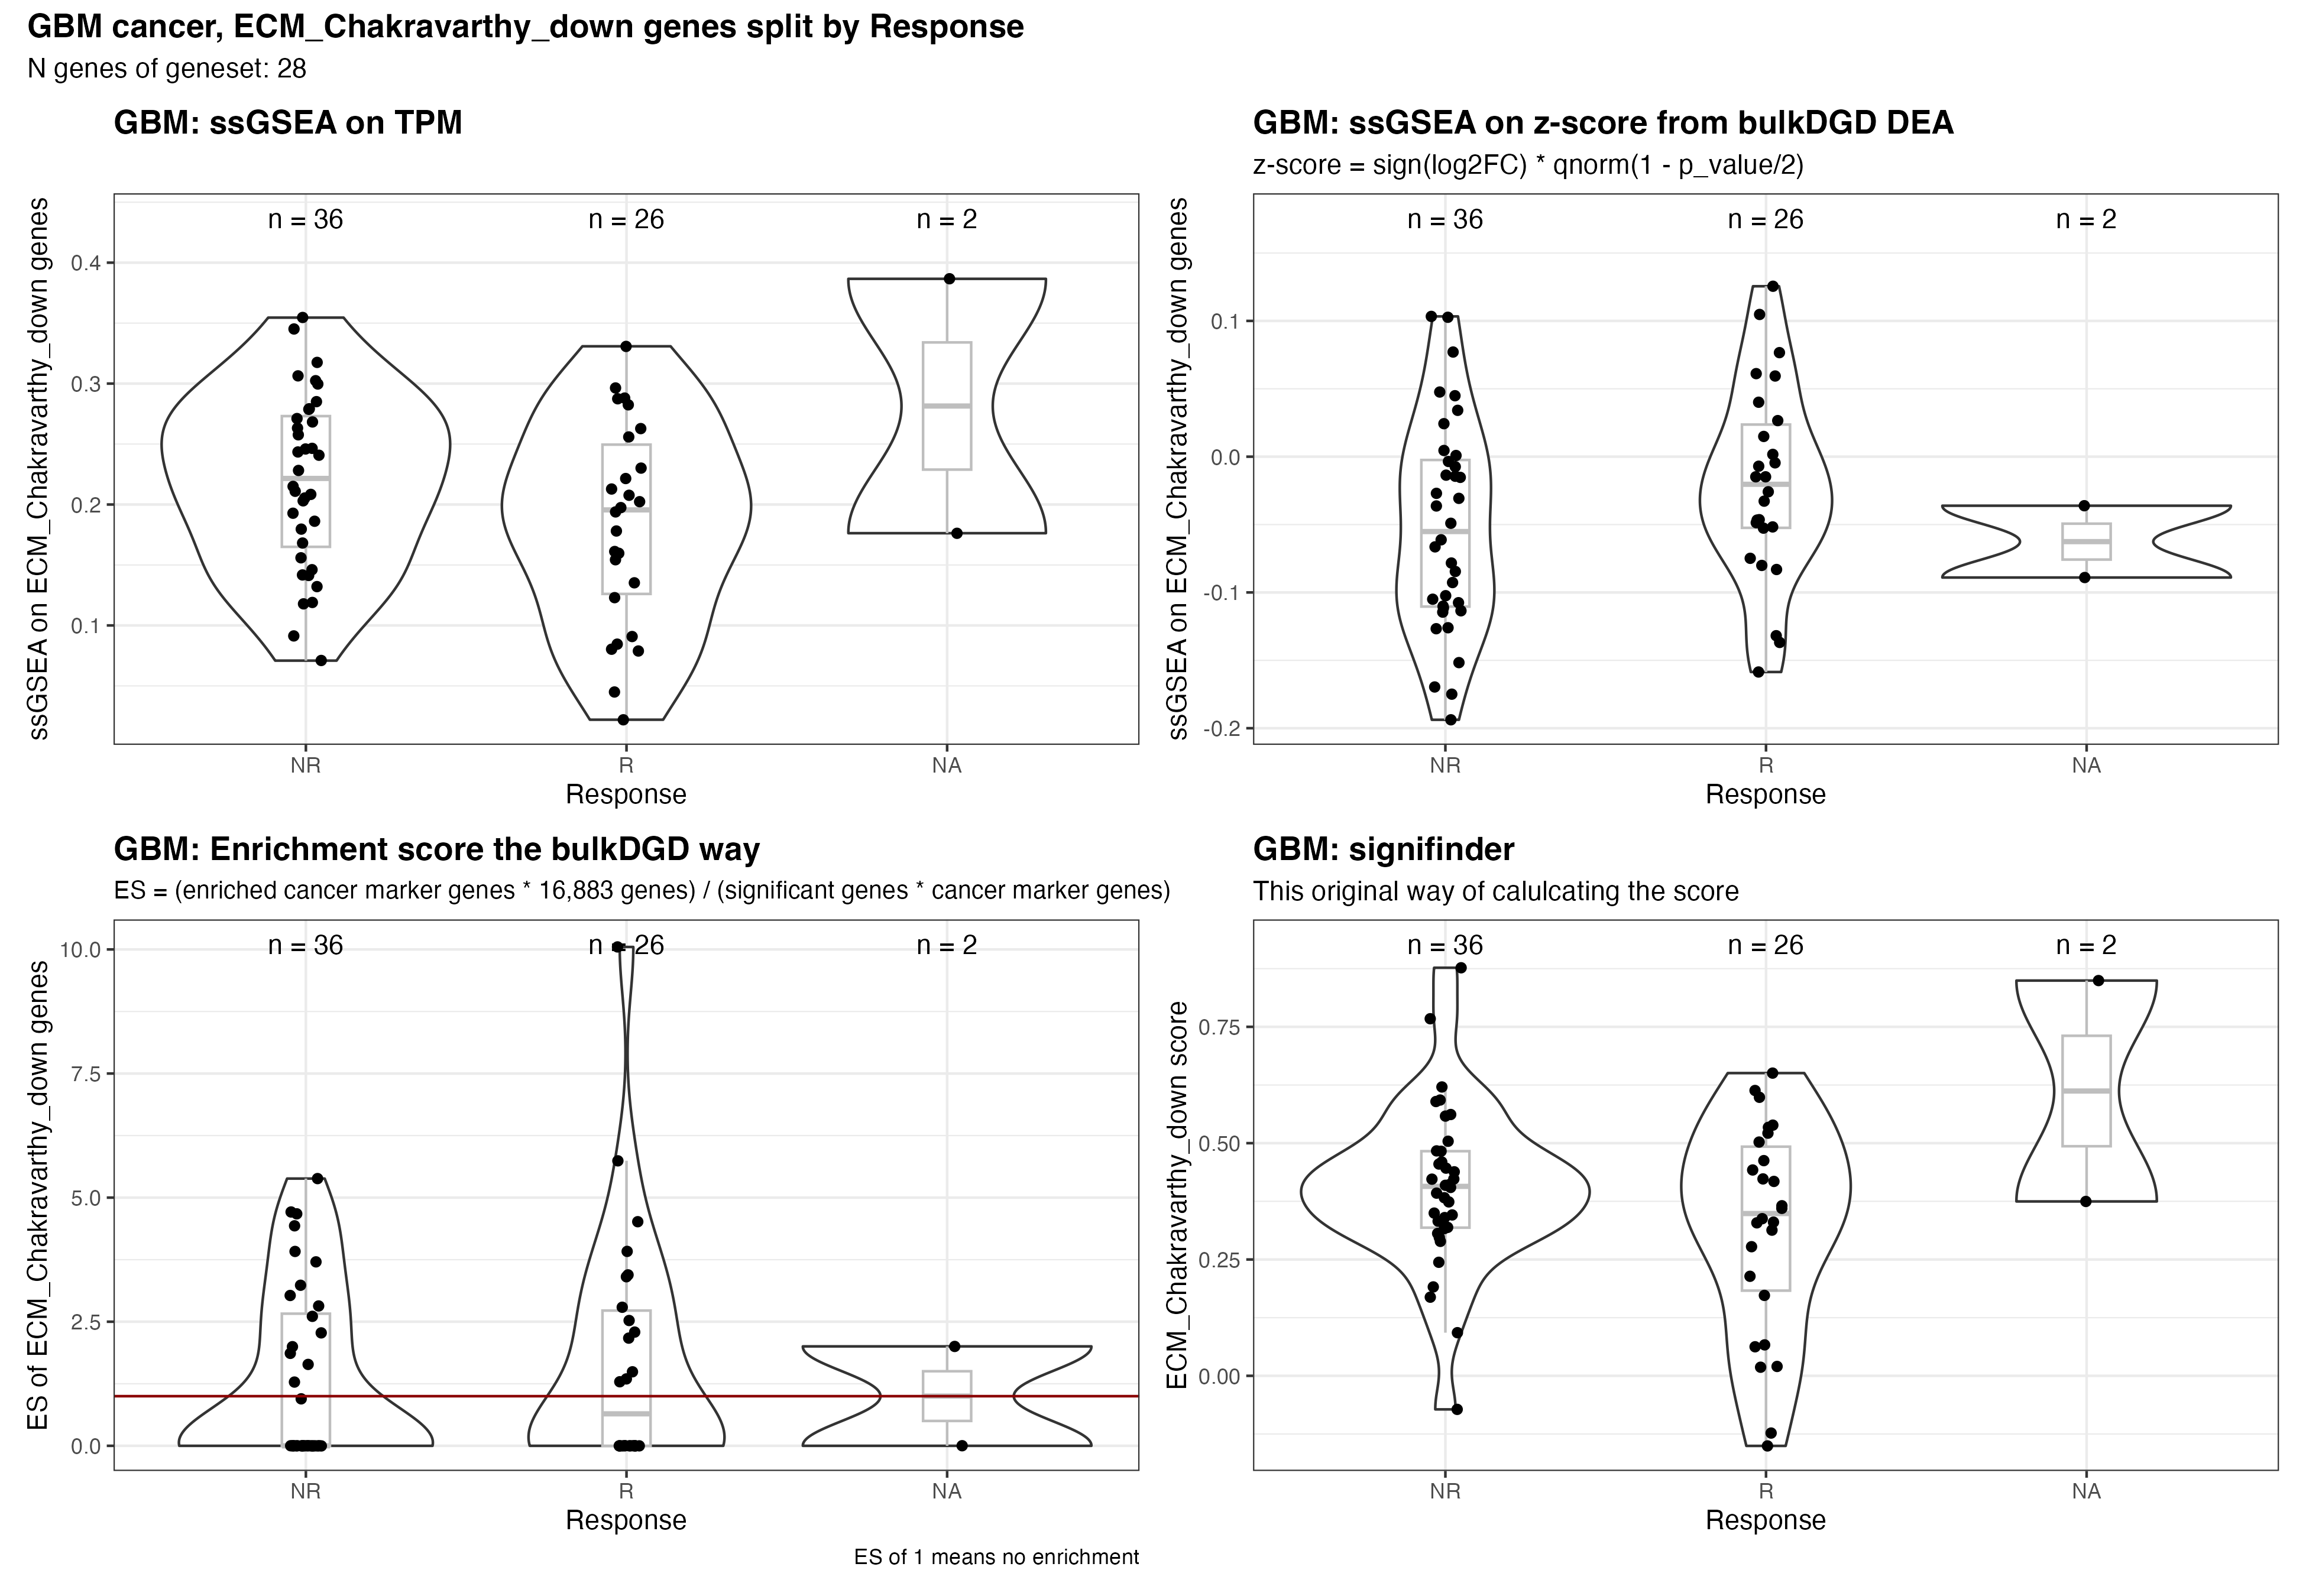 GBM cancer, ECM_Chakravarthy_down genes split by Response
N genes of geneset: 28
GBM: ssGSEA on TPM
ssGSEA on ECM_Chakravarthy_down genes
n = 36
n = 26
n = 2
0.4
0.3
0.2
0.1
NR
R
NA
Response
GBM: ssGSEA on z-score from bulkDGD DEA
z-score = sign(log2FC) * qnorm(1 - p_value/2)
ssGSEA on ECM_Chakravarthy_down genes
n = 36
n = 26
n = 2
0.1
0.0
-0.1
-0.2
NR
R
NA
Response
GBM: Enrichment score the bulkDGD way
ES = (enriched cancer marker genes * 16,883 genes) / (significant genes * cancer marker genes)
ES of ECM_Chakravarthy_down genes
n = 36
n = 26
n = 2
10.0
7.5
5.0
2.5
0.0
NR
R
NA
Response
ES of 1 means no enrichment
GBM: signifinder
This original way of calulcating the score
ECM_Chakravarthy_down score
n = 36
n = 26
n = 2
0.75
0.50
0.25
0.00
NR
R
NA
Response